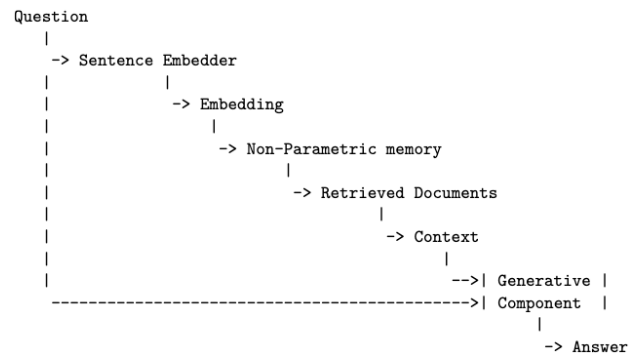 Question
|
-> Sentence Embedder
| |
| -> Embedding
| |
| -> Non-Parametric memory
| |
| -> Retrieved Documents
| |
| -> Context
| |
| -->| Generative |
--------------------------------------------->| Component |
|
-> Answer